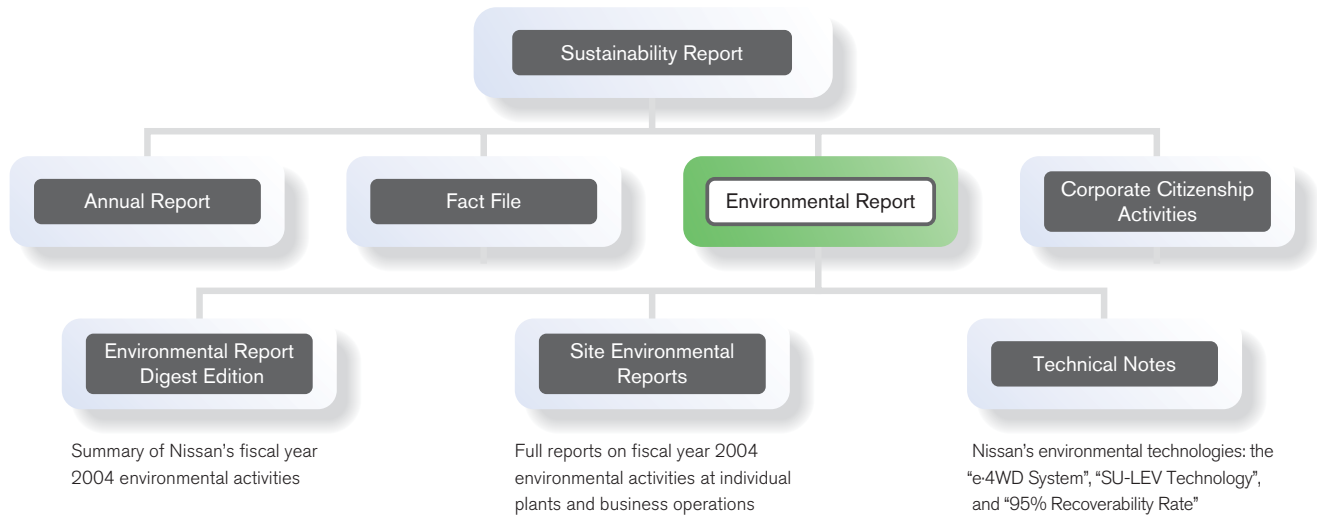 Sustainability Report
Annual Report
Fact File
Environmental Report
Corporate Citizenship
Activities
Environmental Report
Digest Edition
Site Environmental
Reports
Technical Notes
Summary of Nissan’s fiscal year
2004 environmental activities
Full reports on fiscal year 2004
environmental activities at individual
plants and business operations
Nissan’s environmental technologies: the
“e·4WD System”, “SU-LEV Technology”,
and “95% Recoverability Rate”